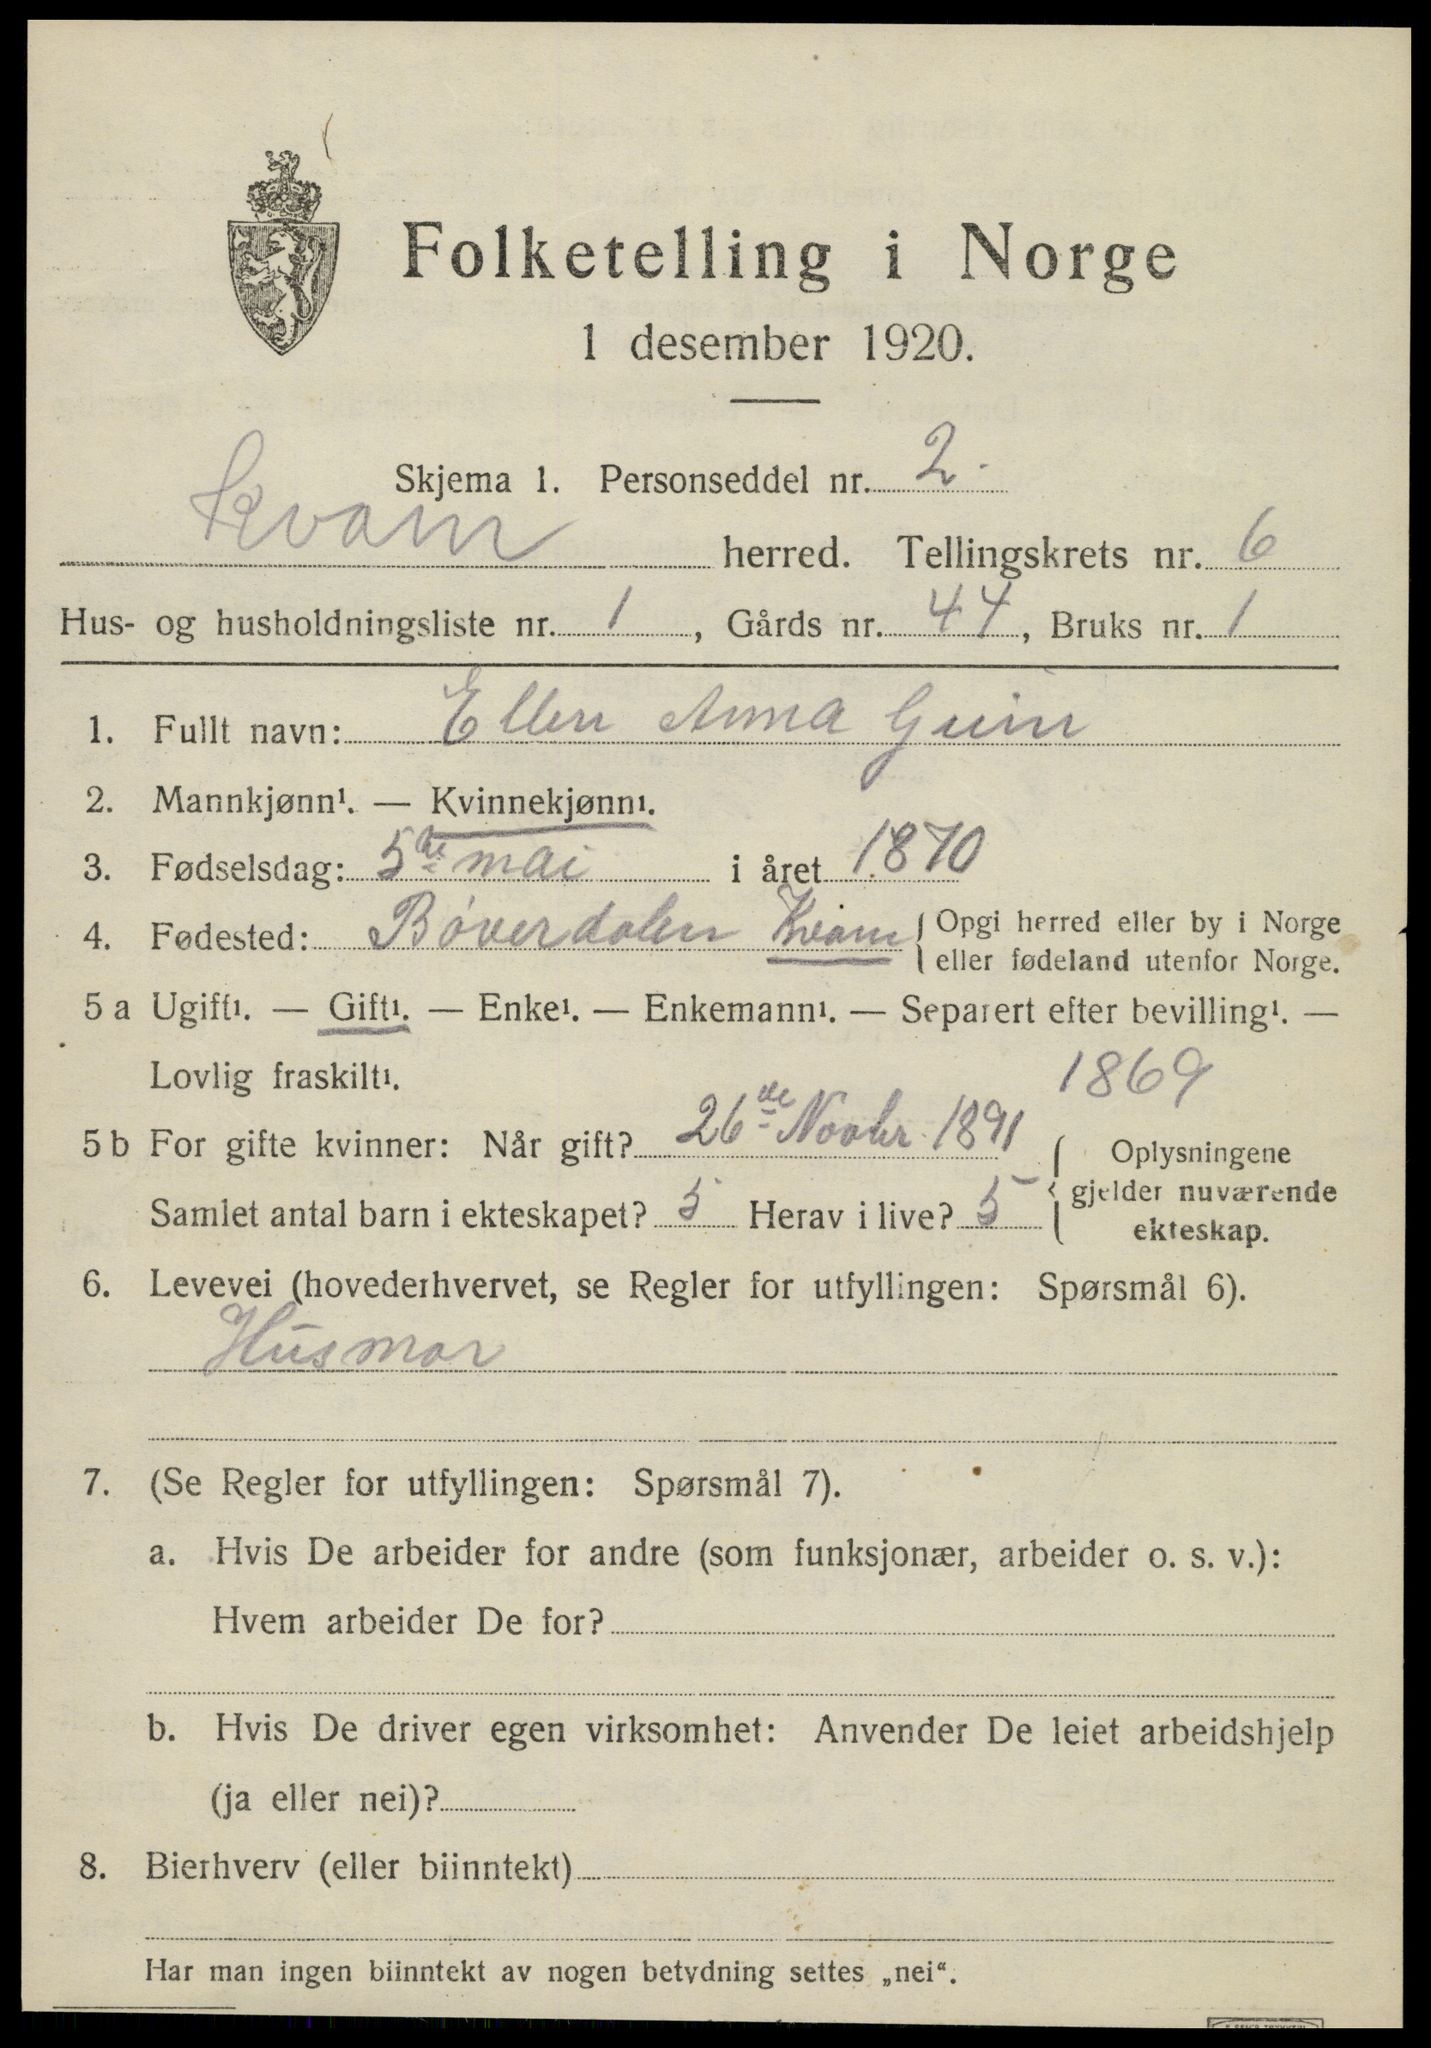 Folketelling i Norge
1 desember 1920.
Skjema 1. Personseddel nr. 2.
Kvam herred. Tellingskrets nr. 6
Hus- og husholdningsliste nr. 1, Gårds nr. 44, Bruks nr. 1
1. Fullt navn: Ellen Anna Guin
2. Mannkjønn¹. — Kvinnekjønn¹.
3. Fødselsdag: 5te mai i året 1870
4. Fødested: Bøverdalen Kvam { Opgi herred eller by i Norge
eller fødeland utenfor Norge.
5 a Ugift¹. — Gift¹. — Enke¹. — Enkemann¹. — Separert efter bevilling¹. —
Lovlig fraskilt¹. 1869
5 b For gifte kvinner: Når gift? 26de Novbr 1891 { Oplysningene
gjelder nuværende
Samlet antal barn i ekteskapet? 5 Herav i live? 5
ekteskap.
6. Levevei (hovederhvervet, se Regler for utfyllingen: Spørsmål 6).
Husmor
7. (Se Regler for utfyllingen: Spørsmål 7).
a. Hvis De arbeider for andre (som funksjonær, arbeider o. s. v.):
Hvem arbeider De for?
b. Hvis De driver egen virksomhet: Anvender De leiet arbeidshjelp
(ja eller nei)?
8. Bierhverv (eller biinntekt)
Har man ingen biinntekt av nogen betydning settes „nei“.